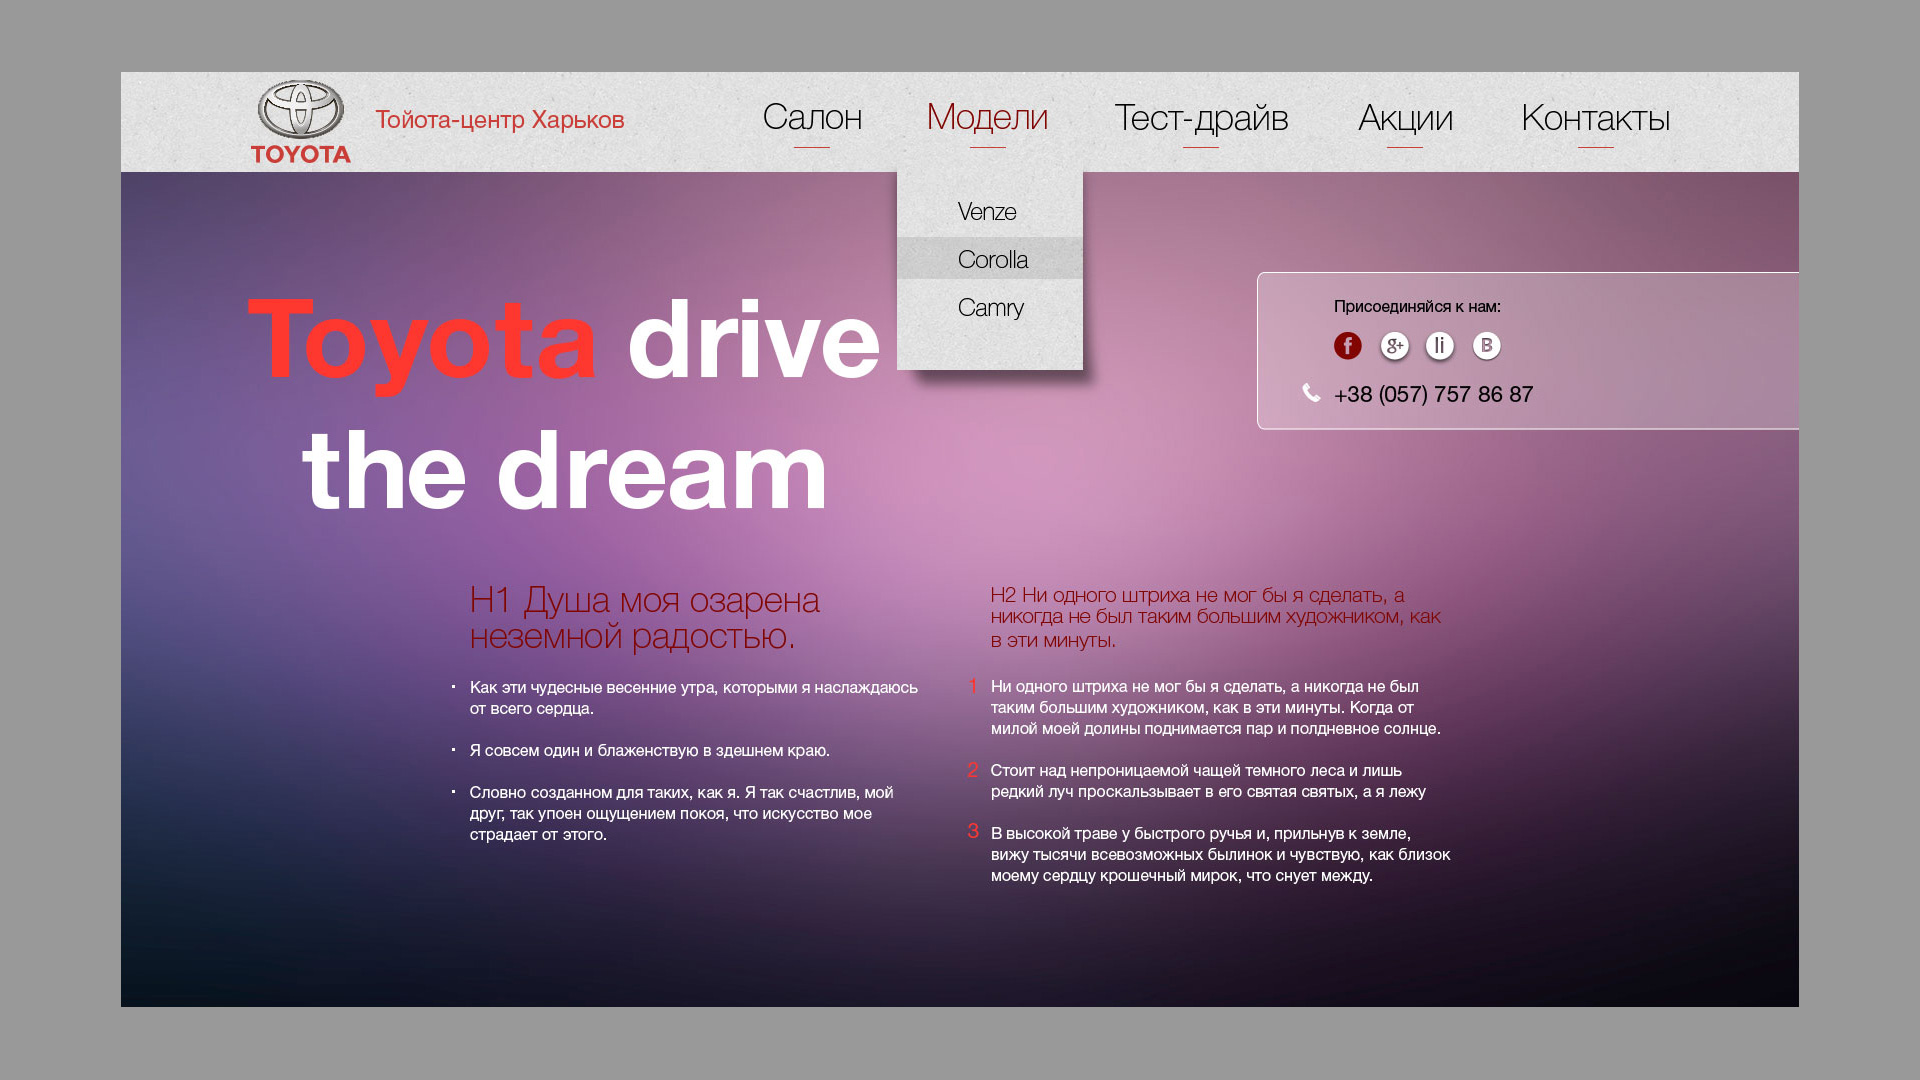 TOYOTA
Тойота-центр Харьков
Салон
Модели
Тест-драйв
Акции
Контакты
Venze
Corolla
Camry
Toyota drive
the dream
Присоединяйся к нам:
f g+ li B
+38 (057) 757 86 87
H1 Душа моя озарена
неземной радостью.
· Как эти чудесные весенние утра, которыми я наслаждаюсь
от всего сердца.
· Я совсем один и блаженствую в здешнем краю.
· Словно созданном для таких, как я. Я так счастлив, мой
друг, так упоен ощущением покоя, что искусство мое
страдает от этого.
H2 Ни одного штриха не мог бы я сделать, а
никогда не был таким большим художником, как
в эти минуты.
1 Ни одного штриха не мог бы я сделать, а никогда не был
таким большим художником, как в эти минуты. Когда от
милой моей долины поднимается пар и полдневное солнце.
2 Стоит над непроницаемой чащей темного леса и лишь
редкий луч проскальзывает в его святая святых, а я лежу
3 В высокой траве у быстрого ручья и, прильнув к земле,
вижу тысячи всевозможных былинок и чувствую, как близок
моему сердцу крошечный мирок, что снует между.